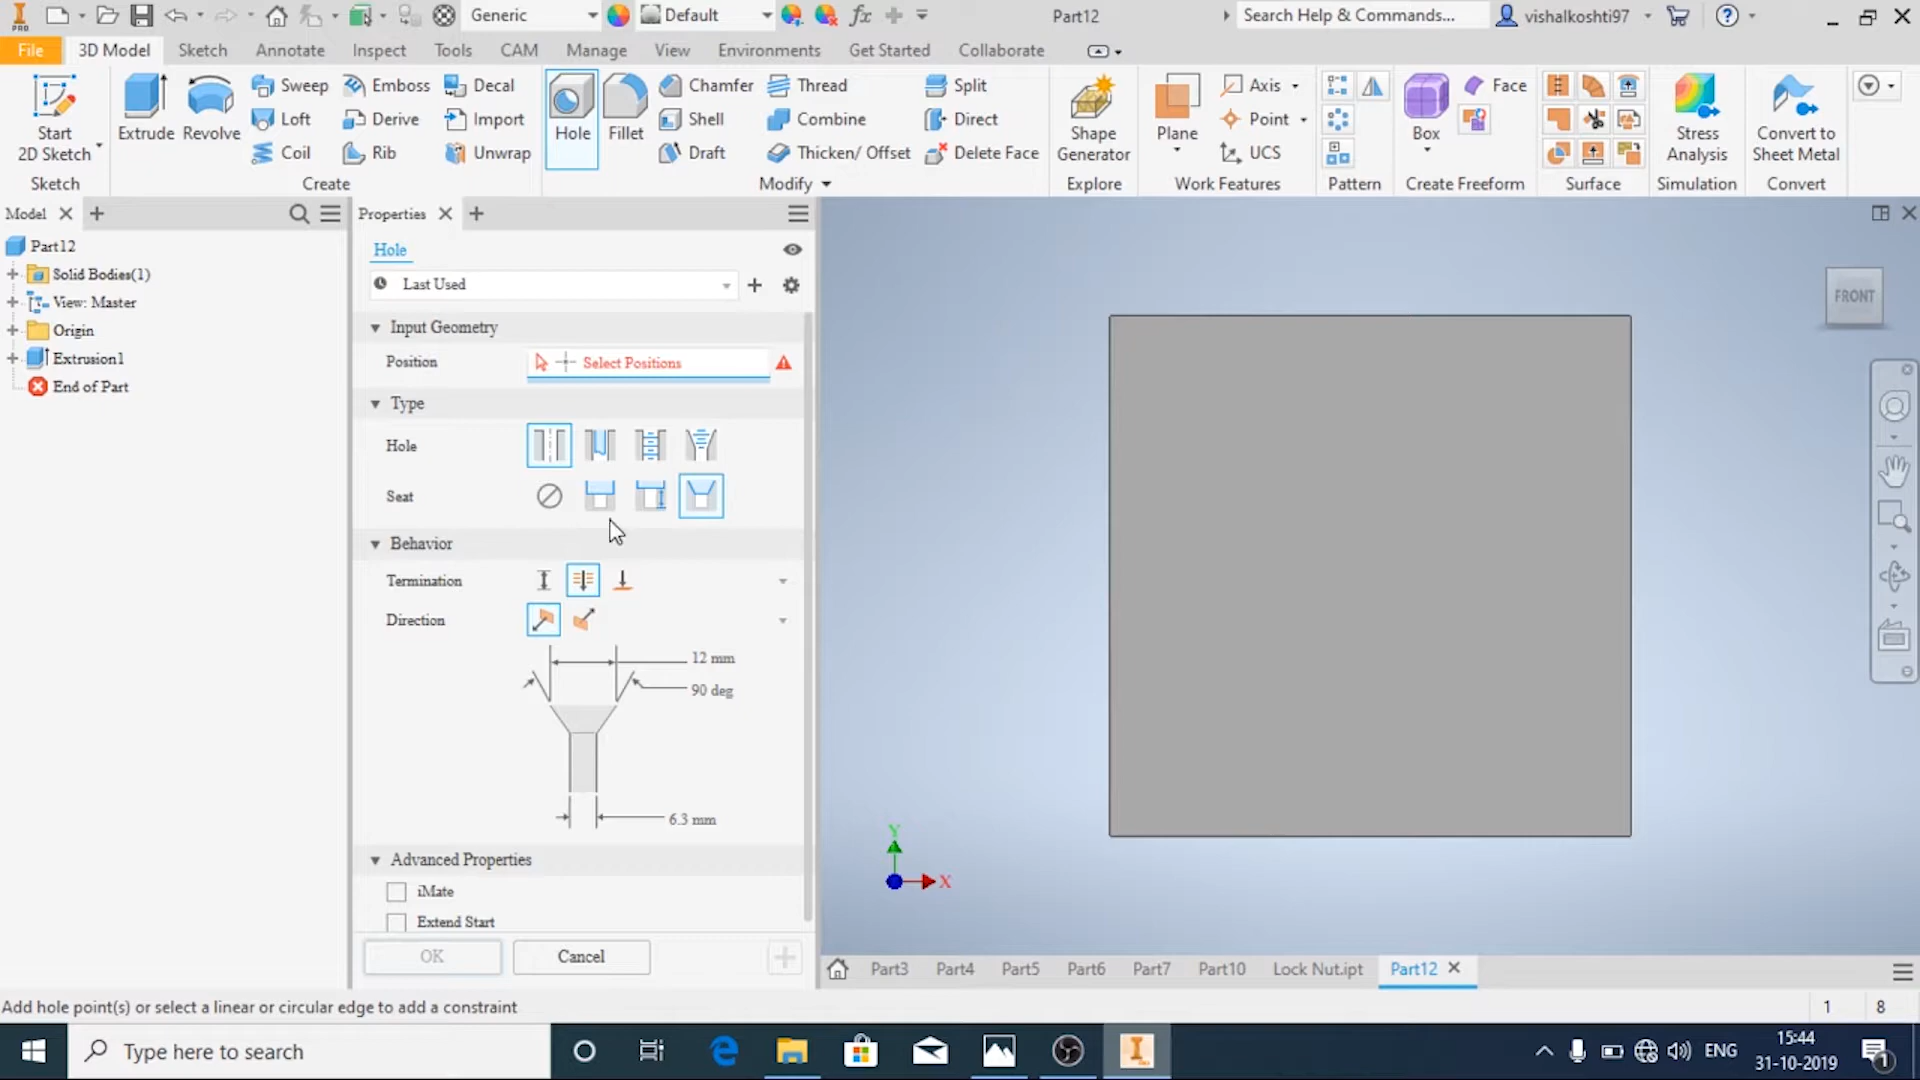 PRO
Generic
Default
fx
Part12
Search Help & Commands...
vishalkoshti97
File
3D Model
Sketch
Annotate
Inspect
Tools
CAM
Manage
View
Environments
Get Started
Collaborate
Start
2D Sketch
Sketch
Extrude
Revolve
Sweep
Loft
Coil
Emboss
Derive
Rib
Decal
Import
Unwrap
Create
Hole
Fillet
Chamfer
Shell
Draft
Thread
Combine
Thicken/ Offset
Split
Direct
Delete Face
Modify
Shape
Generator
Explore
Plane
Axis
Point
UCS
Work Features
Pattern
Box
Face
Create Freeform
Surface
Stress
Analysis
Simulation
Convert to
Sheet Metal
Convert
Model
Part12
Solid Bodies(1)
View: Master
Origin
Extrusion1
End of Part
Properties
Hole
Last Used
Input Geometry
Position
Select Positions
Type
Hole
Seat
Behavior
Termination
Direction
12 mm
90 deg
6.3 mm
Advanced Properties
iMate
Extend Start
OK
Cancel
FRONT
Y
X
Part3
Part4
Part5
Part6
Part7
Part10
Lock Nut.ipt
Part12
Add hole point(s) or select a linear or circular edge to add a constraint
1
8
Type here to search
ENG
15:44
31-10-2019
1